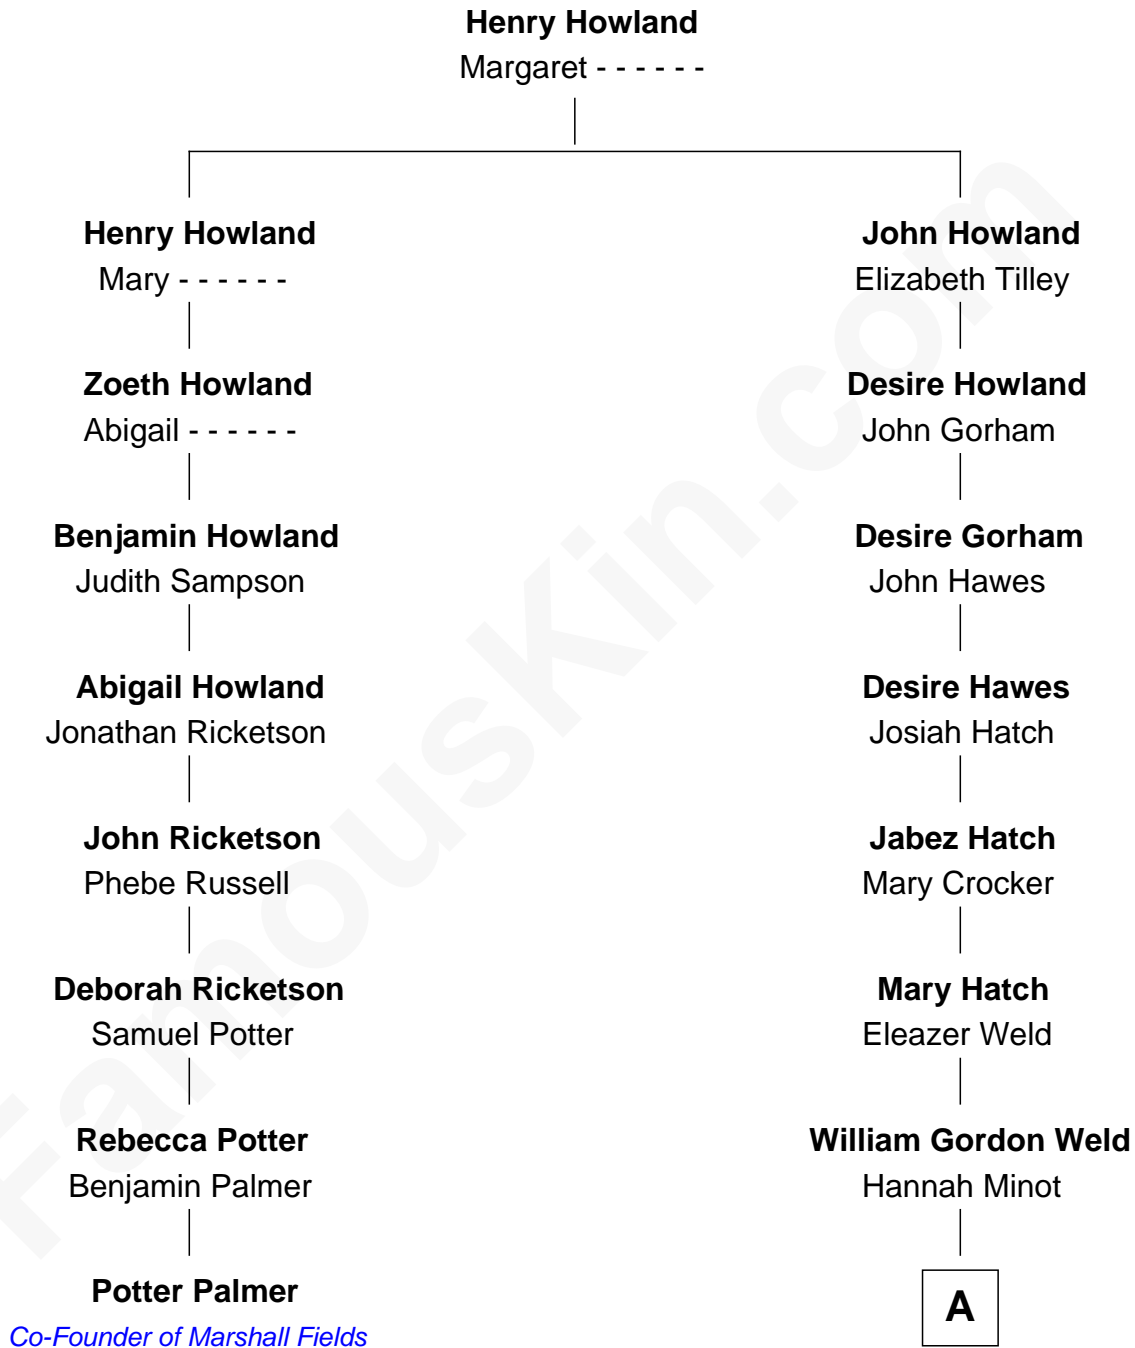 Henry Howland
Margaret - - - - - -
Henry Howland
Mary - - - - - -
John Howland
Elizabeth Tilley
Zoeth Howland
Abigail - - - - - -
Desire Howland
John Gorham
Benjamin Howland
Judith Sampson
Desire Gorham
John Hawes
Abigail Howland
Jonathan Ricketson
Desire Hawes
Josiah Hatch
John Ricketson
Phebe Russell
Jabez Hatch
Mary Crocker
Deborah Ricketson
Samuel Potter
Mary Hatch
Eleazer Weld
Rebecca Potter
Benjamin Palmer
William Gordon Weld
Hannah Minot
Potter Palmer
Co-Founder of Marshall Fields
A
FamousKin.com